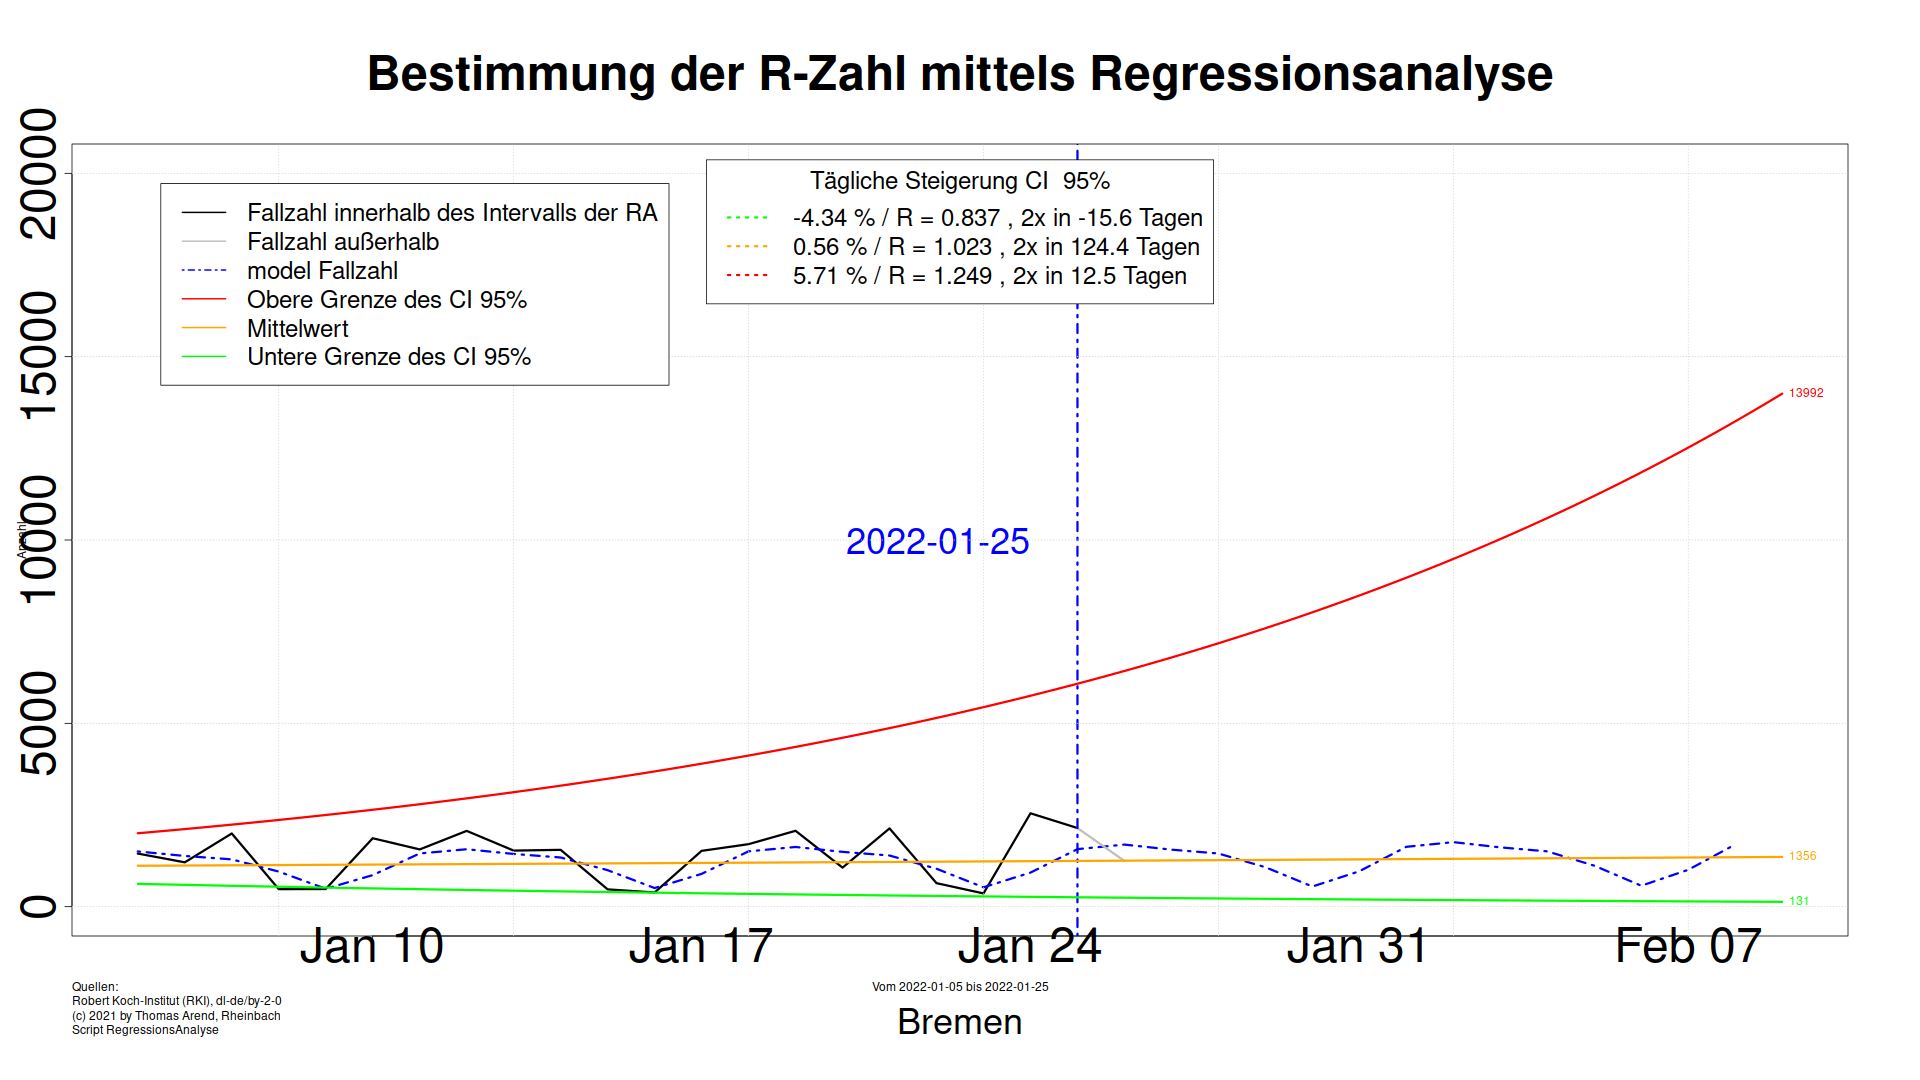 Bestimmung der R-Zahl mittels Regressionsanalyse
Fallzahl innerhalb des Intervalls der RA
Fallzahl außerhalb
model Fallzahl
Obere Grenze des CI 95%
Mittelwert
Untere Grenze des CI 95%
Tägliche Steigerung CI  95%
-4.34 % / R = 0.837 , 2x in -15.6 Tagen
0.56 % / R = 1.023 , 2x in 124.4 Tagen
5.71 % / R = 1.249 , 2x in 12.5 Tagen
20000
15000
10000
5000
0
Anzahl
2022-01-25
13992
1356
131
Jan 10
Jan 17
Jan 24
Jan 31
Feb 07
Quellen:
Robert Koch-Institut (RKI), dl-de/by-2-0
(c) 2021 by Thomas Arend, Rheinbach
Script RegressionsAnalyse
Vom 2022-01-05 bis 2022-01-25
Bremen